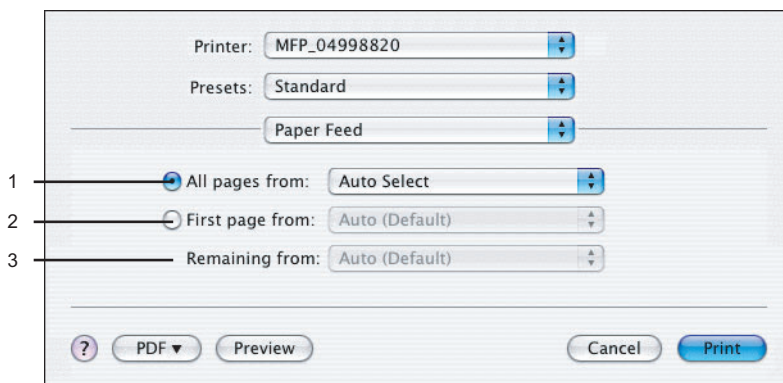 Printer: MFP_04998820
Presets: Standard
Paper Feed
1 All pages from: Auto Select
2 First page from: Auto (Default)
3 Remaining from: Auto (Default)
? PDF▼ Preview Cancel Print